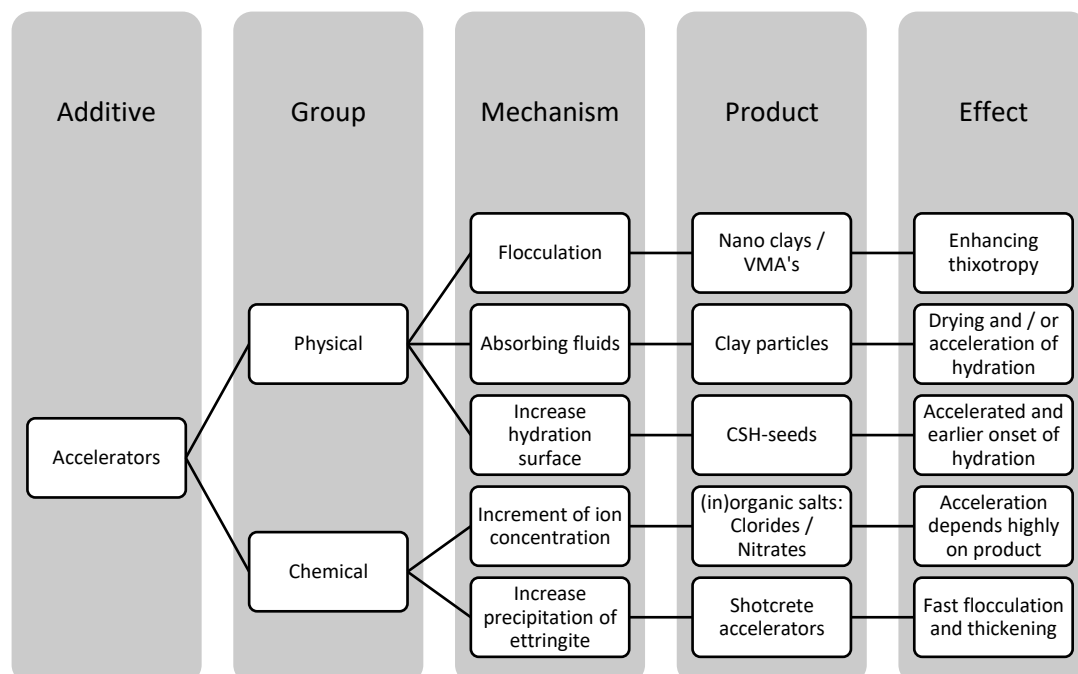 Additive
Group
Mechanism
Product
Effect
Flocculation
Nano clays /
VMA's
Enhancing
thixotropy
Physical
Absorbing fluids
Clay particles
Drying and / or
acceleration of
hydration
Increase
hydration
surface
CSH-seeds
Accelerated and
earlier onset of
hydration
Accelerators
Chemical
Increment of ion
concentration
(in)organic salts:
Clorides /
Nitrates
Acceleration
depends highly
on product
Increase
precipitation of
ettringite
Shotcrete
accelerators
Fast flocculation
and thickening